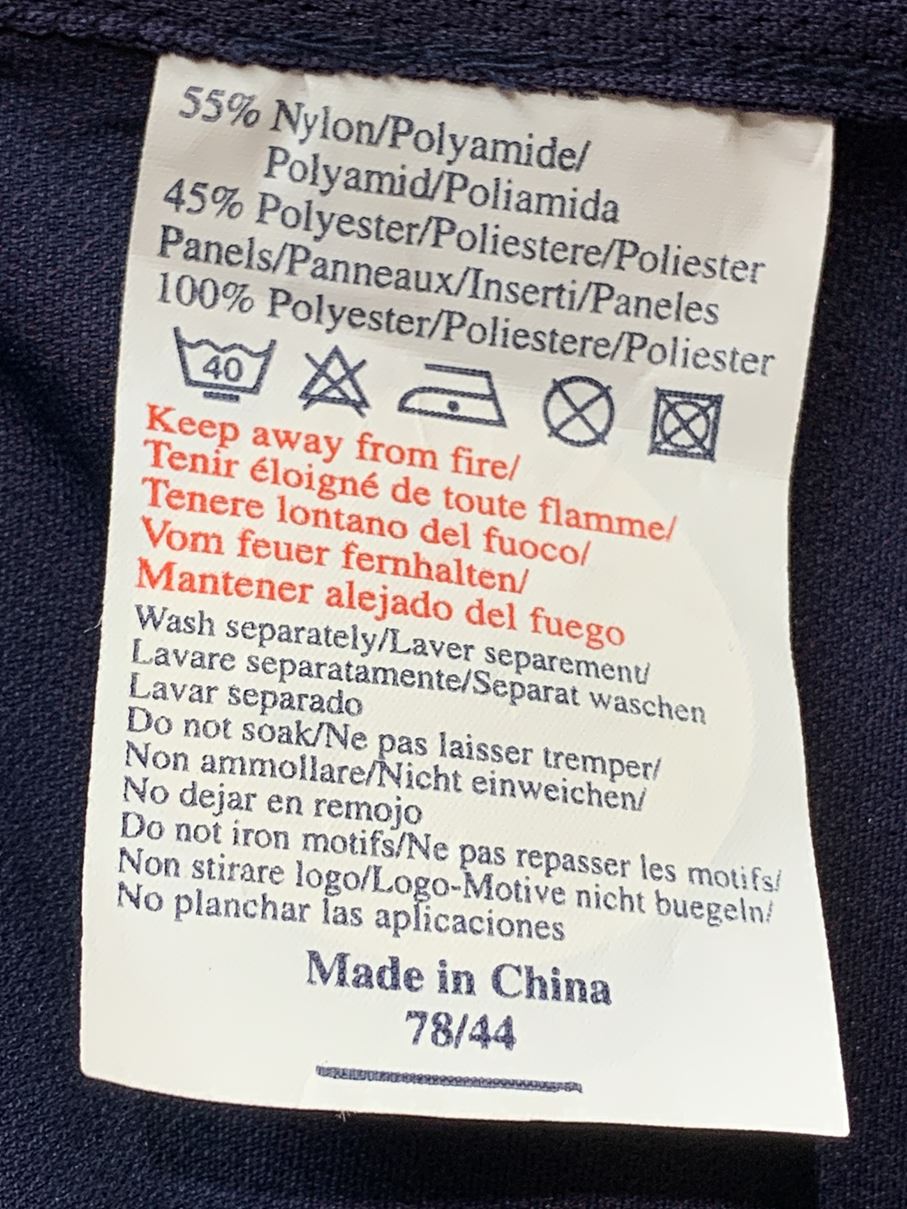 55% Nylon/Polyamide/
Polyamid/Poliamida
45% Polyester/Poliestere/Poliester
Panels/Panneaux/Inserti/Paneles
100% Polyester/Poliestere/Poliester
40
Keep away from fire/
Tenir éloigné de toute flamme/
Tenere lontano del fuoco/
Vom feuer fernhalten/
Mantener alejado del fuego
Wash separately/Laver separement/
Lavare separatamente/Separat waschen
Lavar separado
Do not soak/Ne pas laisser tremper/
Non ammollare/Nicht einweichen/
No dejar en remojo
Do not iron motifs/Ne pas repasser les motifs/
Non stirare logo/Logo-Motive nicht buegeln/
No planchar las aplicaciones
Made in China
78/44